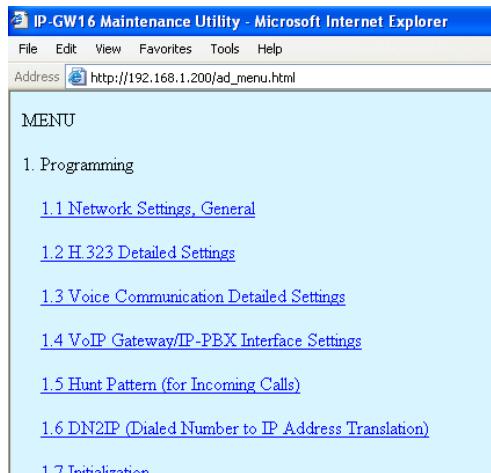 IP-GW16 Maintenance Utility - Microsoft Internet Explorer
File Edit View Favorites Tools Help
Address http://192.168.1.200/ad_menu.html
MENU
1. Programming
1.1 Network Settings, General
1.2 H.323 Detailed Settings
1.3 Voice Communication Detailed Settings
1.4 VoIP Gateway/IP-PBX Interface Settings
1.5 Hunt Pattern (for Incoming Calls)
1.6 DN2IP (Dialed Number to IP Address Translation)
1.7 Initialization